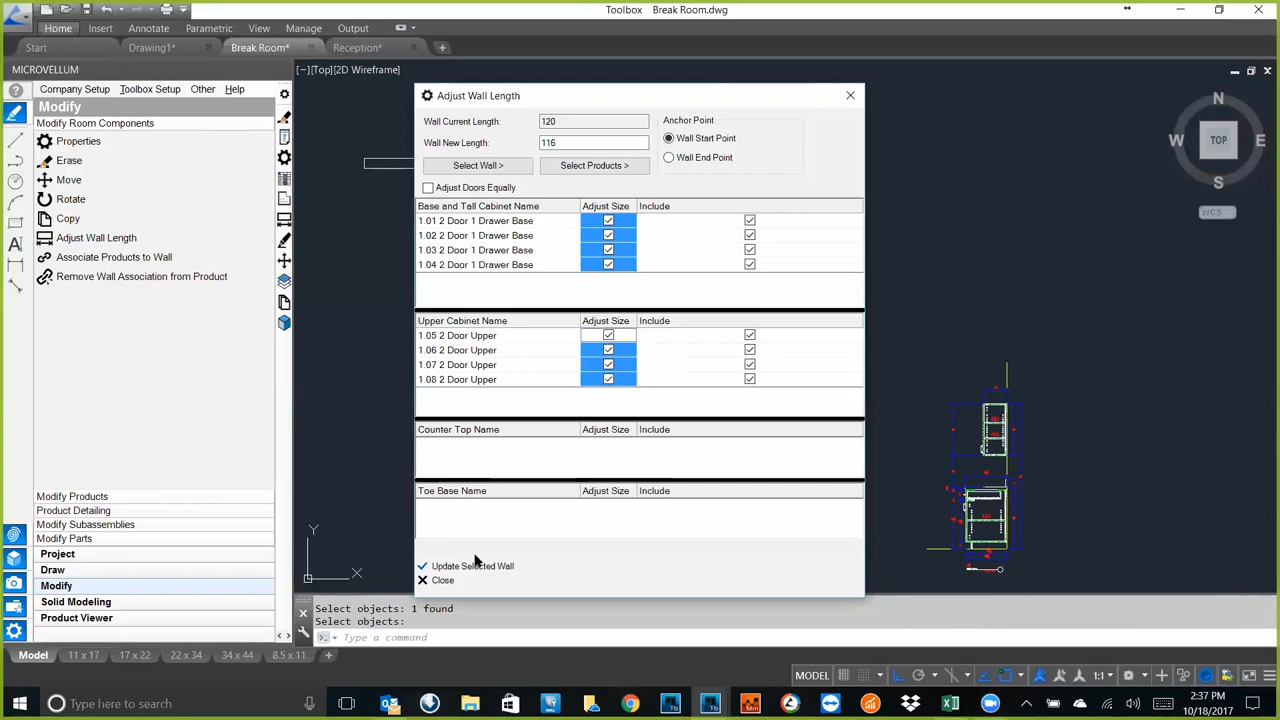 Toolbox Break Room.dwg
Home Insert Annotate Parametric View Manage Output
Start Drawing1* Break Room* Reception*
MICROVELLUM
[−][Top][2D Wireframe]
Company Setup Toolbox Setup Other Help
Modify
Modify Room Components
Properties
Erase
Move
Rotate
Copy
Adjust Wall Length
Associate Products to Wall
Remove Wall Association from Product
Modify Products
Product Detailing
Modify Subassemblies
Modify Parts
Project
Draw
Modify
Solid Modeling
Product Viewer
Adjust Wall Length
Wall Current Length: 120
Wall New Length: 116
Select Wall > Select Products >
Anchor Point
Wall Start Point
Wall End Point
Adjust Doors Equally
Base and Tall Cabinet Name Adjust Size Include
1.01 2 Door 1 Drawer Base
1.02 2 Door 1 Drawer Base
1.03 2 Door 1 Drawer Base
1.04 2 Door 1 Drawer Base
Upper Cabinet Name Adjust Size Include
1.05 2 Door Upper
1.06 2 Door Upper
1.07 2 Door Upper
1.08 2 Door Upper
Counter Top Name Adjust Size Include
Toe Base Name Adjust Size Include
Update Selected Wall
Close
N
W TOP E
S
WCS
Y
X
Select objects: 1 found
Select objects:
Type a command
Model 11 x 17 17 x 22 22 x 34 34 x 44 8.5 x 11
MODEL 1:1
Type here to search
2:37 PM
10/18/2017